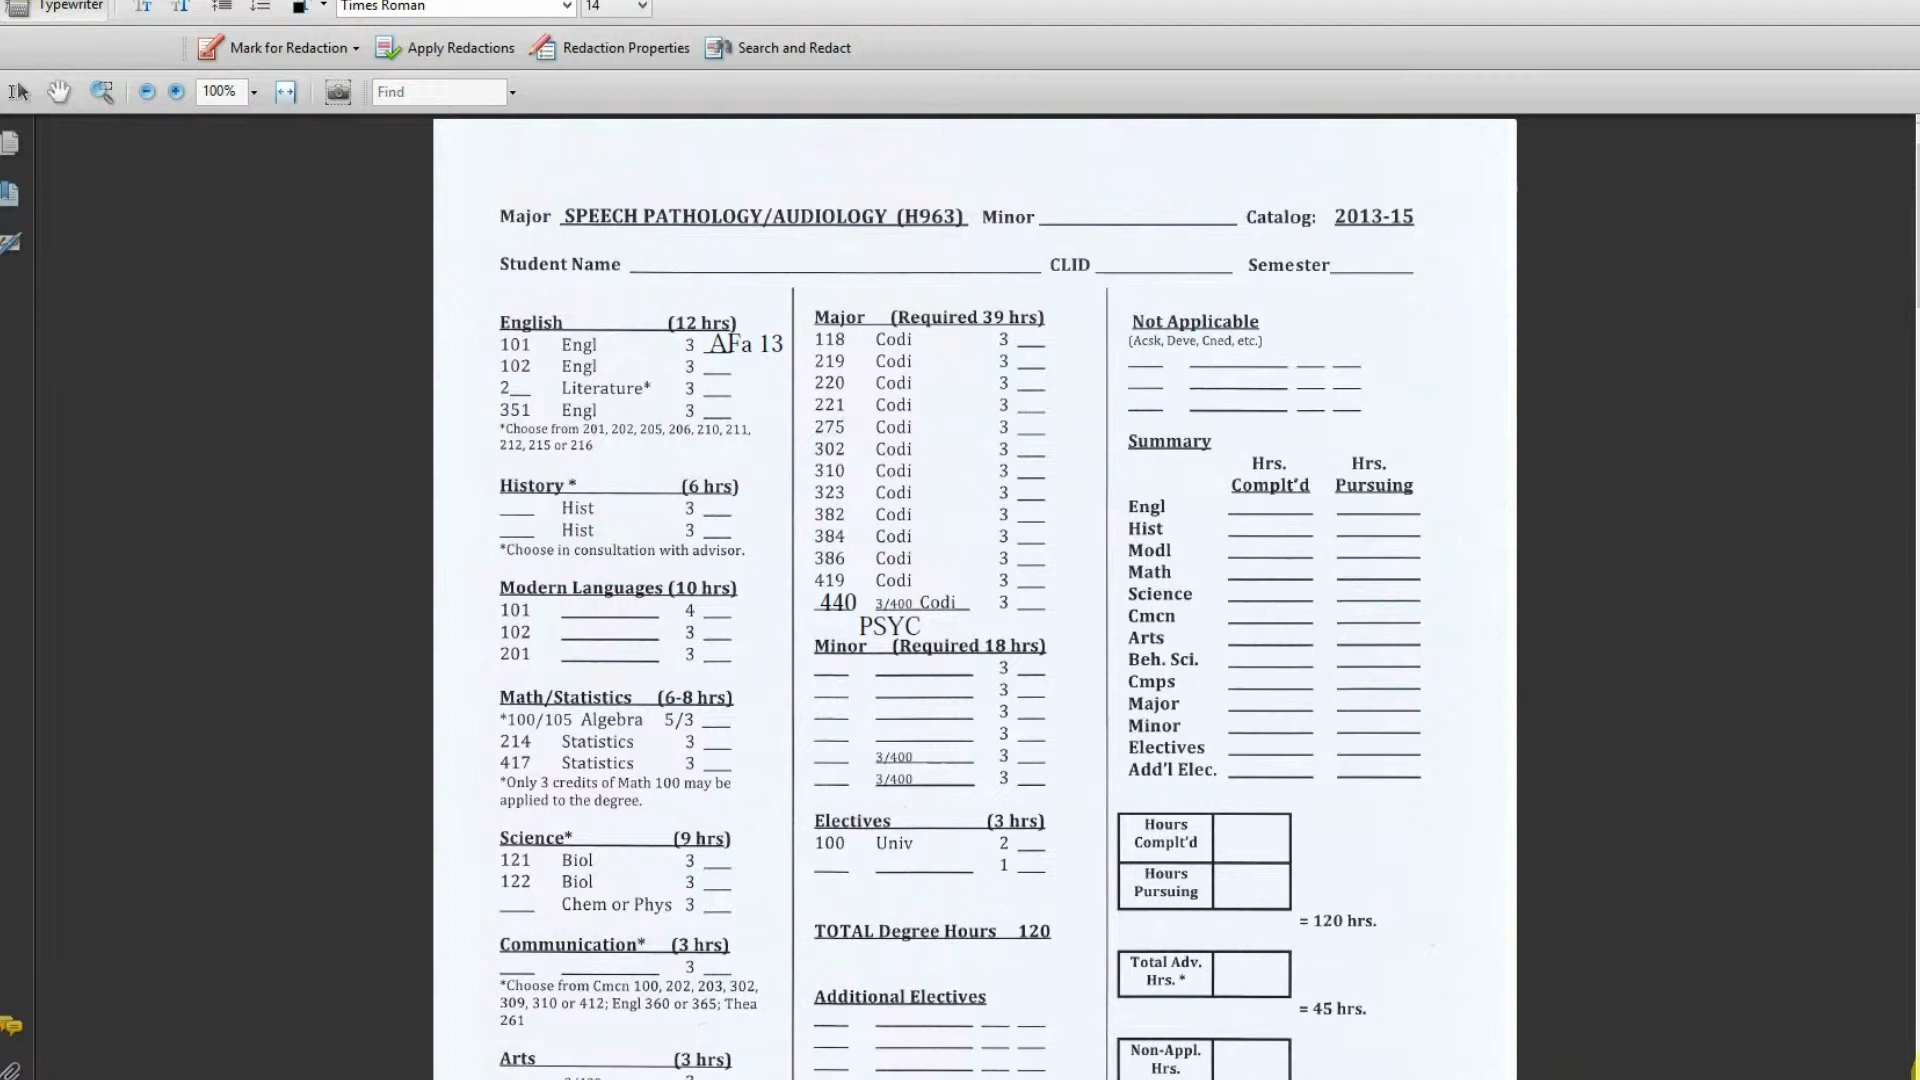 Typewriter Times Roman 14
Mark for Redaction Apply Redactions Redaction Properties Search and Redact
100% Find
Major SPEECH PATHOLOGY/AUDIOLOGY (H963) Minor Catalog: 2013-15
Student Name CLID Semester
English (12 hrs)
101 Engl 3 AFa 13
102 Engl 3
2__ Literature* 3
351 Engl 3
*Choose from 201, 202, 205, 206, 210, 211,
212, 215 or 216
History * (6 hrs)
Hist 3
Hist 3
*Choose in consultation with advisor.
Modern Languages (10 hrs)
101 4
102 3
201 3
Math/Statistics (6-8 hrs)
*100/105 Algebra 5/3
214 Statistics 3
417 Statistics 3
*Only 3 credits of Math 100 may be
applied to the degree.
Science* (9 hrs)
121 Biol 3
122 Biol 3
Chem or Phys 3
Communication* (3 hrs)
3
*Choose from Cmcn 100, 202, 203, 302,
309, 310 or 412; Engl 360 or 365; Thea
261
Arts (3 hrs)
Major (Required 39 hrs)
118 Codi 3
219 Codi 3
220 Codi 3
221 Codi 3
275 Codi 3
302 Codi 3
310 Codi 3
323 Codi 3
382 Codi 3
384 Codi 3
386 Codi 3
419 Codi 3
440 3/400 Codi 3
PSYC
Minor (Required 18 hrs)
3
3
3
3
3/400 3
3/400 3
Electives (3 hrs)
100 Univ 2
1
TOTAL Degree Hours 120
Additional Electives
Not Applicable
(Acsk, Deve, Cned, etc.)
Summary
Hrs. Hrs.
Complt'd Pursuing
Engl
Hist
Modl
Math
Science
Cmcn
Arts
Beh. Sci.
Cmps
Major
Minor
Electives
Add'l Elec.
Hours
Complt'd
Hours
Pursuing
= 120 hrs.
Total Adv.
Hrs. *
= 45 hrs.
Non-Appl.
Hrs.